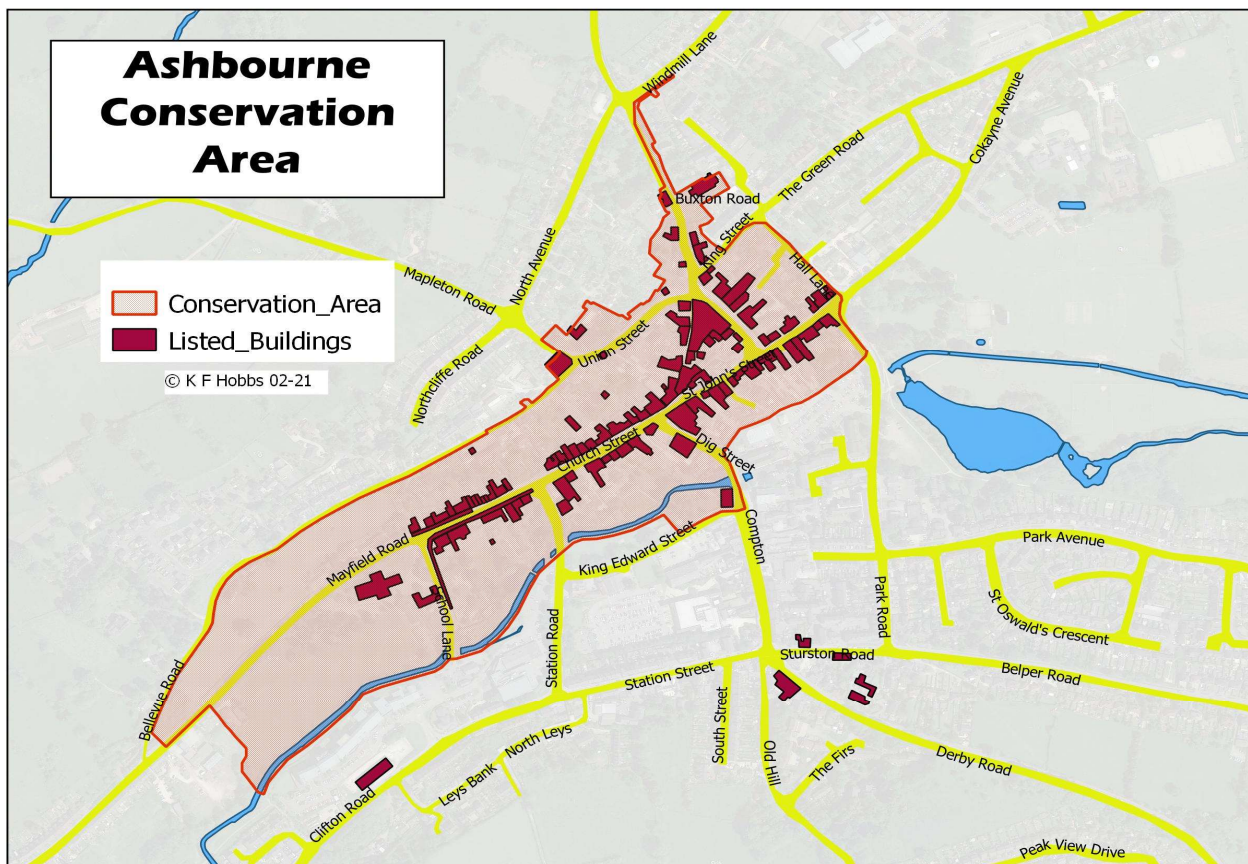 Ashbourne
Conservation
Area
Conservation_Area
Listed_Buildings
© K F Hobbs 02-21
Windmill Lane
Cokayne Avenue
The Green Road
Buxton Road
King Street
Hall Lane
North Avenue
Mapleton Road
Northcliffe Road
Union Street
St John's Street
Church Street
Dig Street
Mayfield Road
School Lane
King Edward Street
Compton
Park Avenue
Park Road
St Oswald's Crescent
Station Road
Sturston Road
Belper Road
Station Street
South Street
Bellevue Road
North Leys
Leys Bank
Old Hill
The Firs
Derby Road
Clifton Road
Peak View Drive